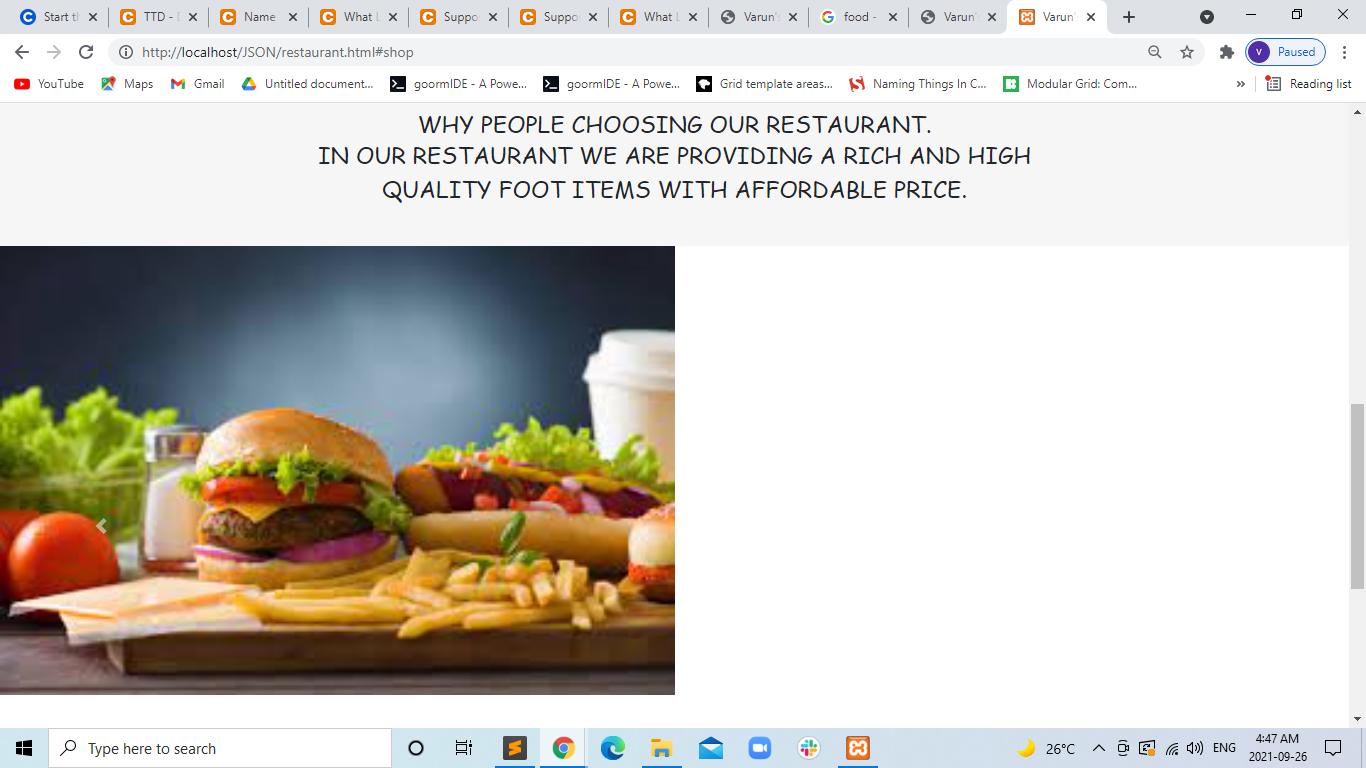 Start th
TTD - D
Name
What L
Suppo
Suppo
What L
Varun's
food -
Varun'
Varun'
http://localhost/JSON/restaurant.html#shop
V Paused
YouTube Maps Gmail Untitled document... goormIDE - A Powe... goormIDE - A Powe... Grid template areas... Naming Things In C... Modular Grid: Com... » Reading list
WHY PEOPLE CHOOSING OUR RESTAURANT.
IN OUR RESTAURANT WE ARE PROVIDING A RICH AND HIGH
QUALITY FOOT ITEMS WITH AFFORDABLE PRICE.
Type here to search
26°C
ENG
4:47 AM
2021-09-26